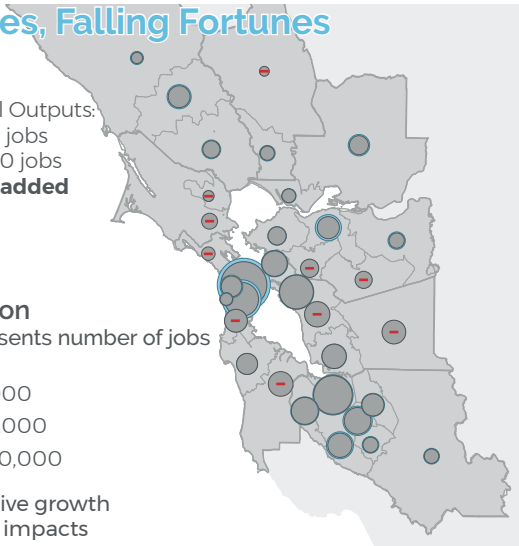 es, Falling Fortunes
l Outputs:
jobs
0 jobs
added
on
sents number of jobs
00
,000
0,000
ive growth
impacts